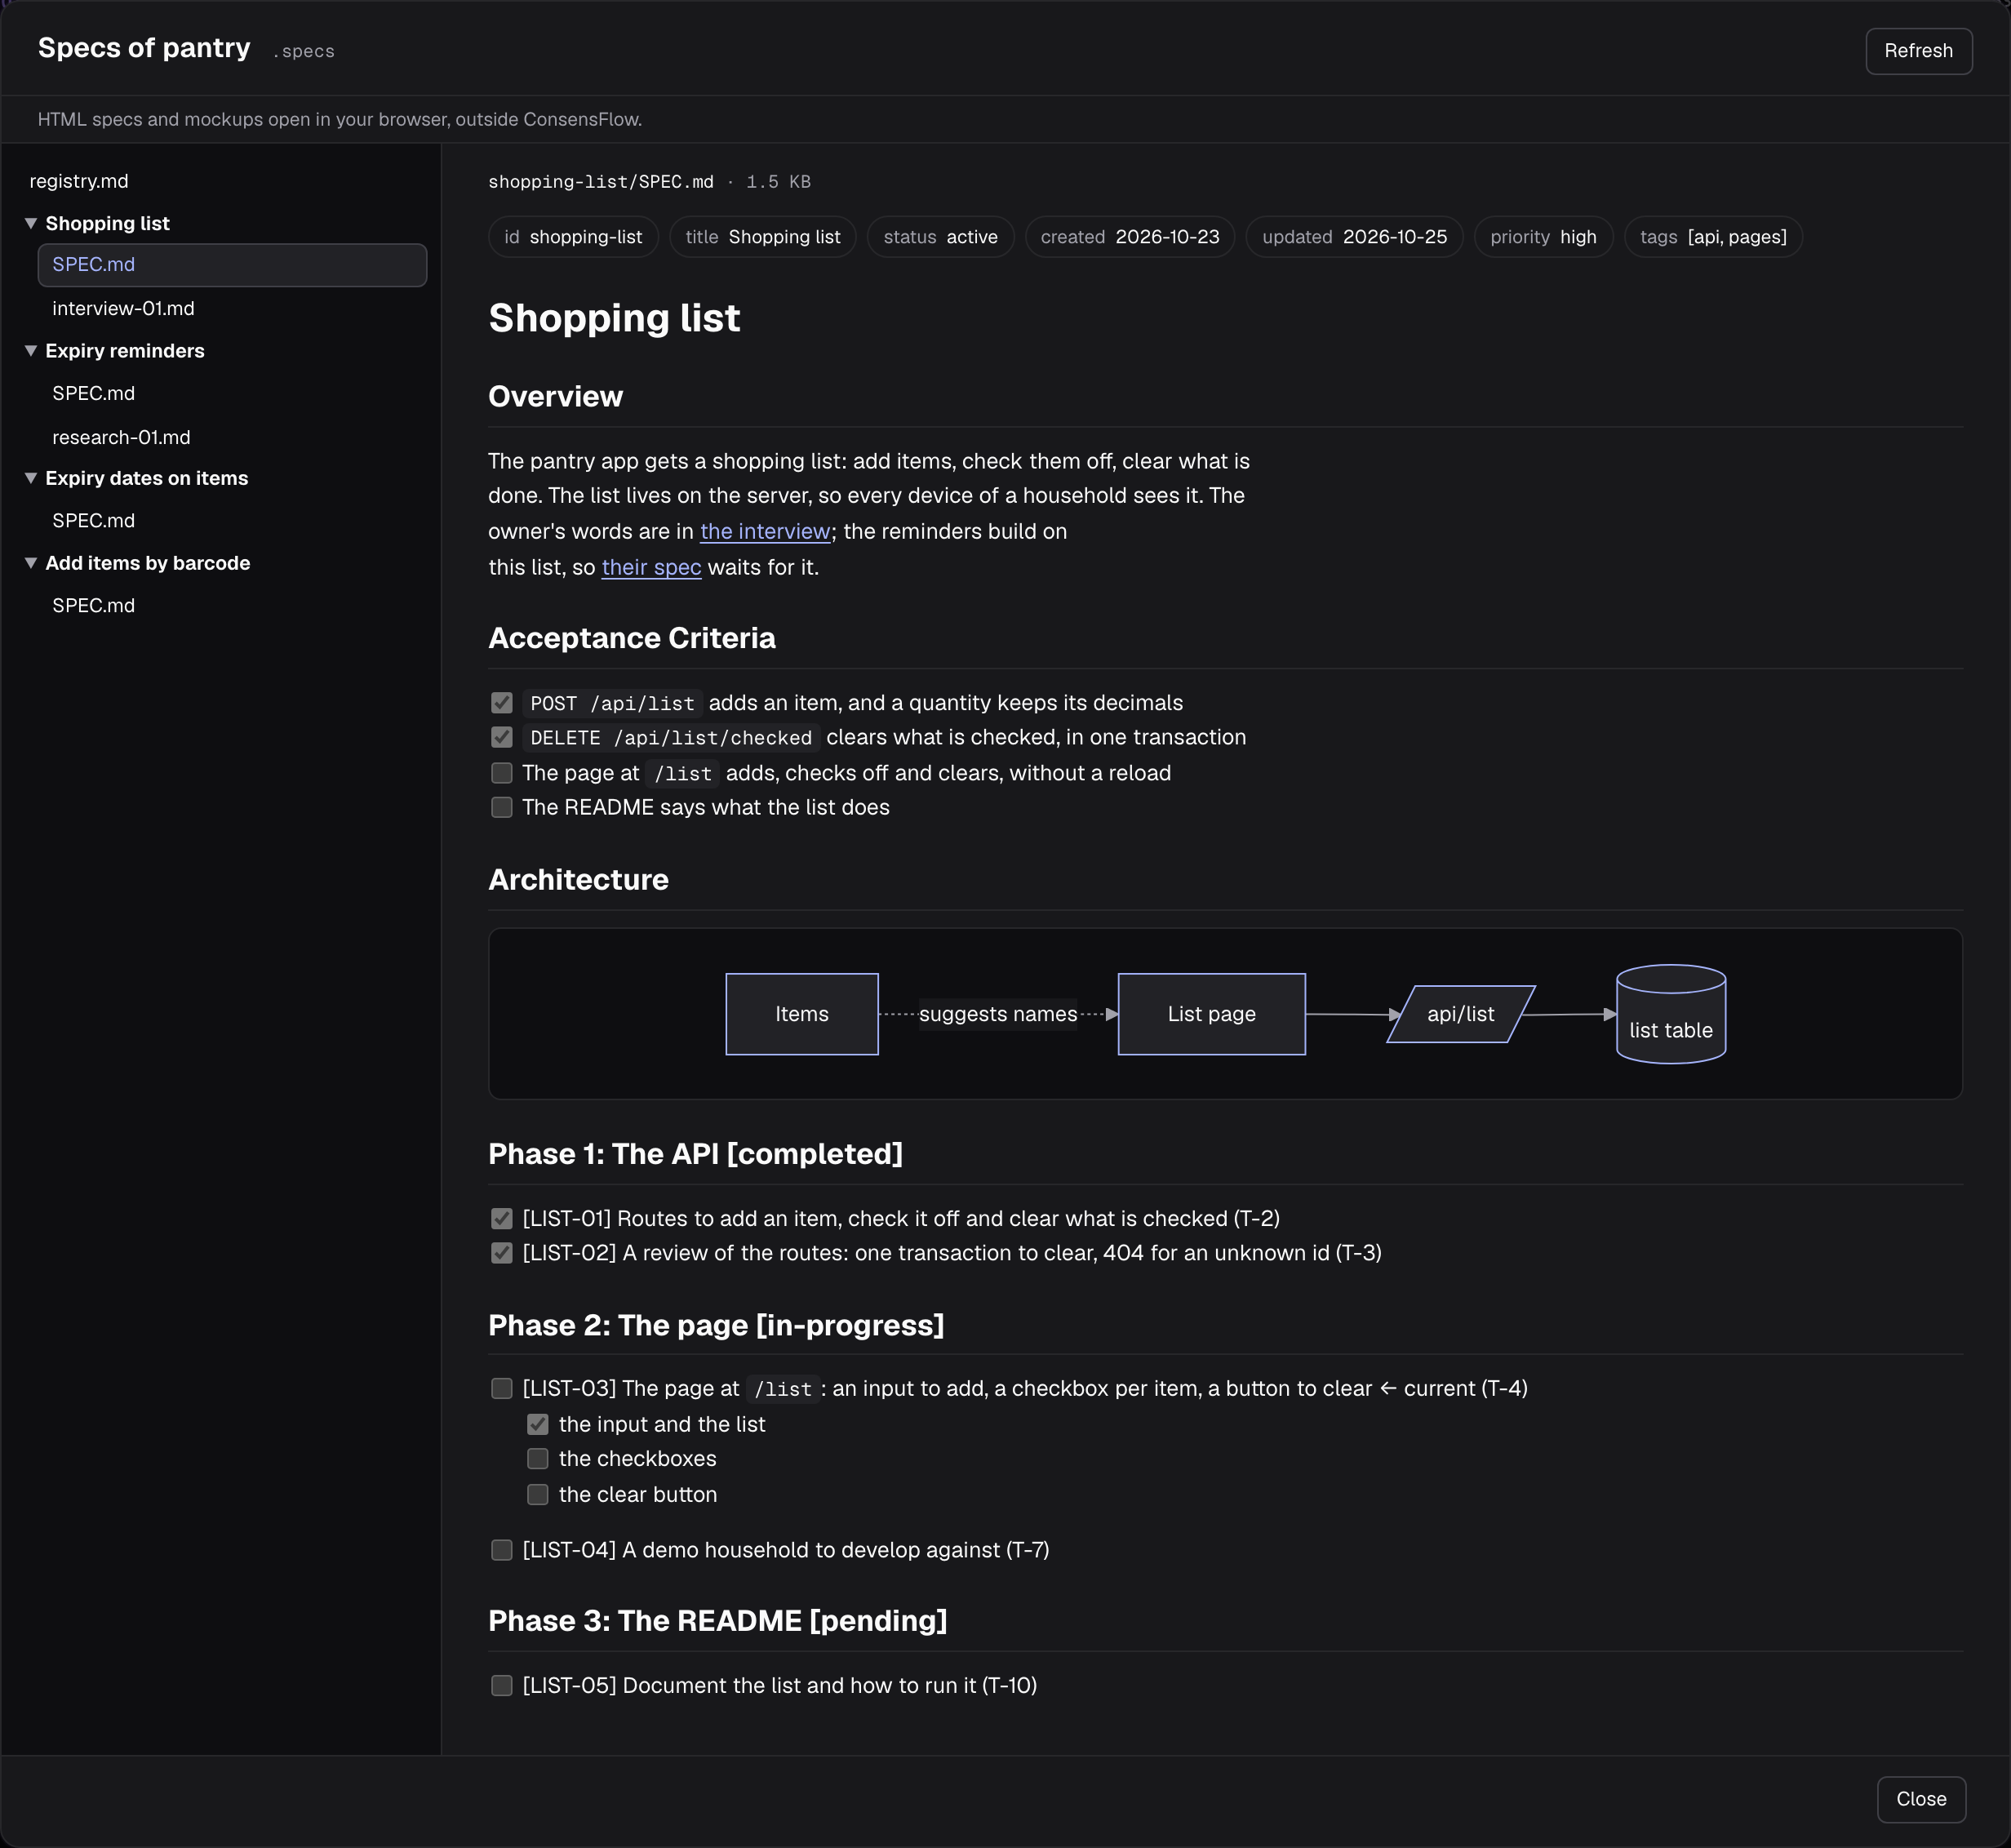 Specs of pantry .specs
Refresh
HTML specs and mockups open in your browser, outside ConsensFlow.
registry.md
Shopping list
SPEC.md
interview-01.md
Expiry reminders
SPEC.md
research-01.md
Expiry dates on items
SPEC.md
Add items by barcode
SPEC.md
shopping-list/SPEC.md · 1.5 KB
id shopping-list title Shopping list status active created 2026-10-23 updated 2026-10-25 priority high tags [api, pages]
Shopping list
Overview
The pantry app gets a shopping list: add items, check them off, clear what is
done. The list lives on the server, so every device of a household sees it. The
owner's words are in the interview; the reminders build on
this list, so their spec waits for it.
Acceptance Criteria
POST /api/list adds an item, and a quantity keeps its decimals
DELETE /api/list/checked clears what is checked, in one transaction
The page at /list adds, checks off and clears, without a reload
The README says what the list does
Architecture
Items suggests names List page api/list list table
Phase 1: The API [completed]
[LIST-01] Routes to add an item, check it off and clear what is checked (T-2)
[LIST-02] A review of the routes: one transaction to clear, 404 for an unknown id (T-3)
Phase 2: The page [in-progress]
[LIST-03] The page at /list: an input to add, a checkbox per item, a button to clear ← current (T-4)
the input and the list
the checkboxes
the clear button
[LIST-04] A demo household to develop against (T-7)
Phase 3: The README [pending]
[LIST-05] Document the list and how to run it (T-10)
Close